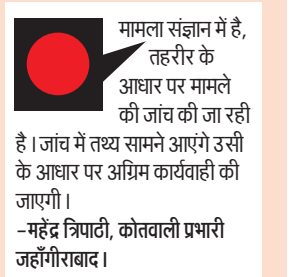 मामला संज्ञान में है,
तहरीर के
आधार पर मामले
की जांच की जा रही
है । जांच में तथ्य सामने आएंगे उसी
के आधार पर अग्रिम कार्यवाही की
जाएगी ।
–महेंद्र त्रिपाठी, कोतवाली प्रभारी
जहाँगीराबाद ।